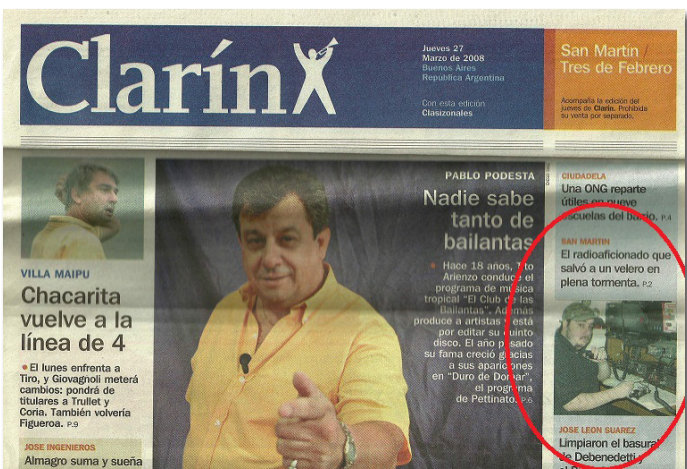 Clarín
Jueves 27
Marzo de 2008
Buenos Aires
República Argentina
Con esta edición
Clasizonales
San Martín /
Tres de Febrero
Acompaña la edición del
jueves de Clarín. Prohibida
su venta por separado.
VILLA MAIPU
Chacarita
vuelve a la
línea de 4
El lunes enfrenta a
Tiro, y Giovagnoli meterá
cambios: pondrá de
titulares a Trullet y
Coria. También volvería
Figueroa. P.9
JOSE INGENIEROS
Almagro suma y sueña
PABLO PODESTA
Nadie sabe
tanto de
bailantas
Hace 18 años, Tito
Arienzo conduce el
programa de música
tropical "El Club de las
Bailantas". Además
produce a artistas y está
por editar su quinto
disco. El año pasado
su fama creció gracias
a sus apariciones
en "Duro de Domar",
el programa
de Pettinato. P.6
CIUDADELA
Una ONG reparte
útiles en nueve
escuelas del barrio. P.4
SAN MARTIN
El radioaficionado que
salvó a un velero en
plena tormenta. P.2
JOSE LEON SUAREZ
Limpiaron el basural
de Debenedetti y